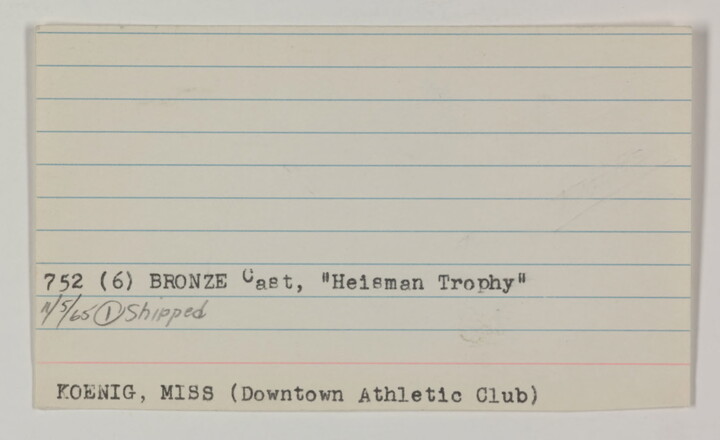 752 (6) BRONZE Cast, "Heisman Trophy"
11/5/65 ① Shipped
KOENIG, MISS (Downtown Athletic Club)